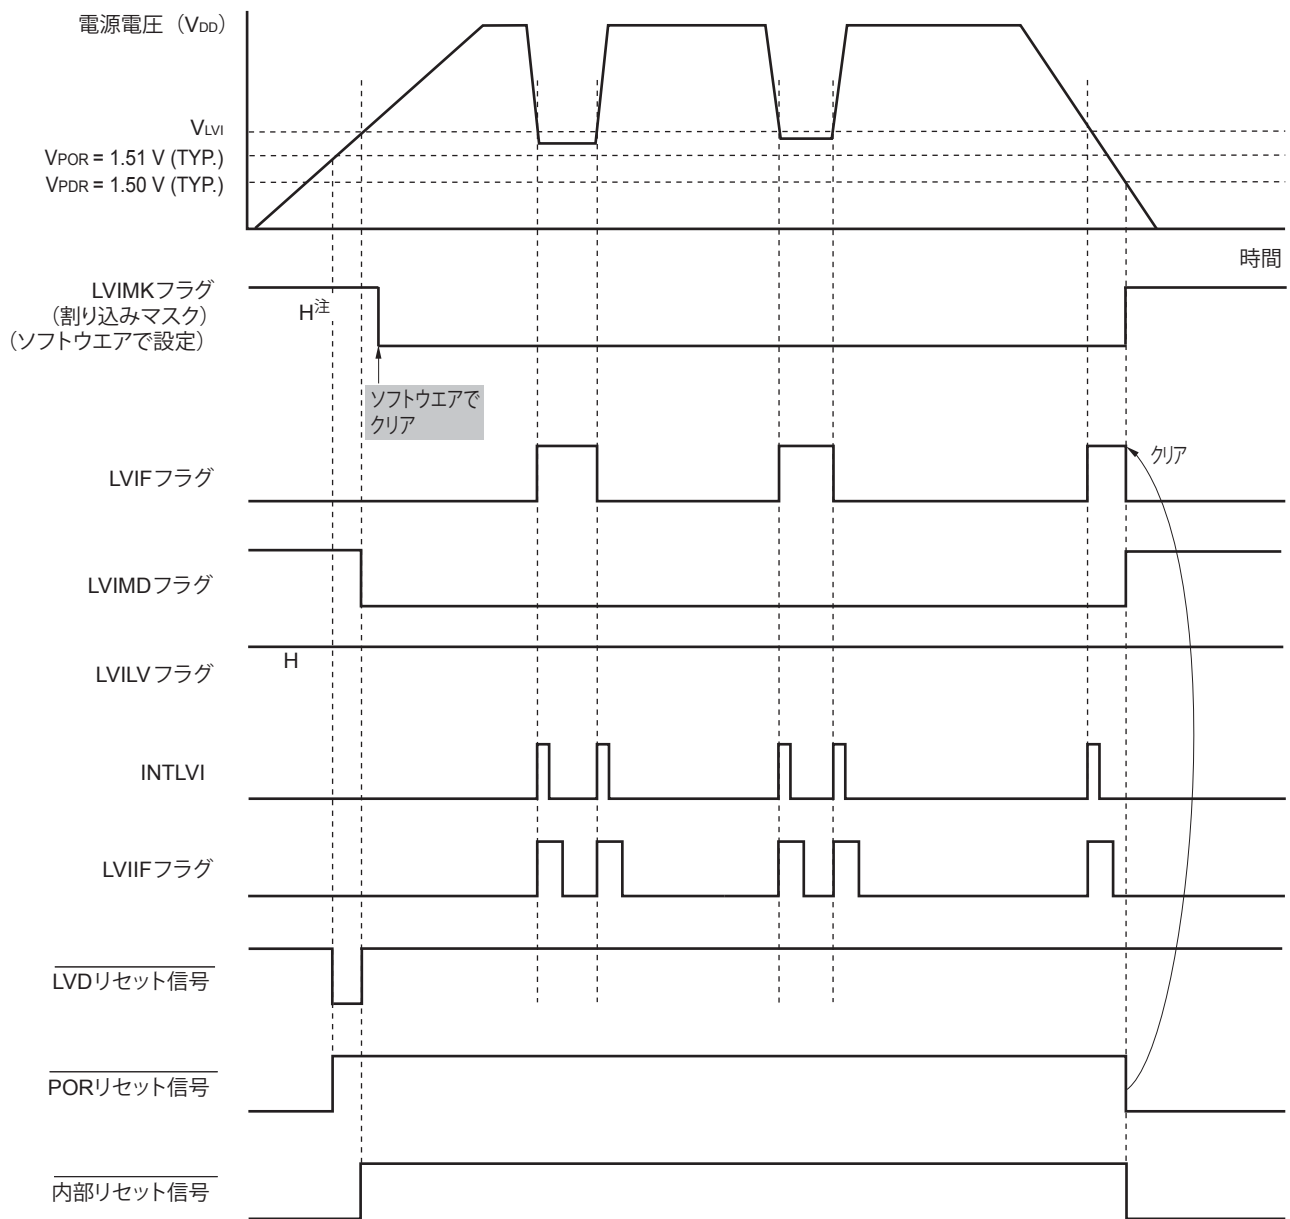 電源電圧（VDD）
VLVI
VPOR = 1.51 V (TYP.)
VPDR = 1.50 V (TYP.)
時間
LVIMKフラグ
（割り込みマスク）
（ソフトウエアで設定）
H注
ソフトウエアで
クリア
LVIFフラグ
クリア
LVIMDフラグ
H
LVILVフラグ
INTLVI
LVIIFフラグ
LVDリセット信号
PORリセット信号
内部リセット信号